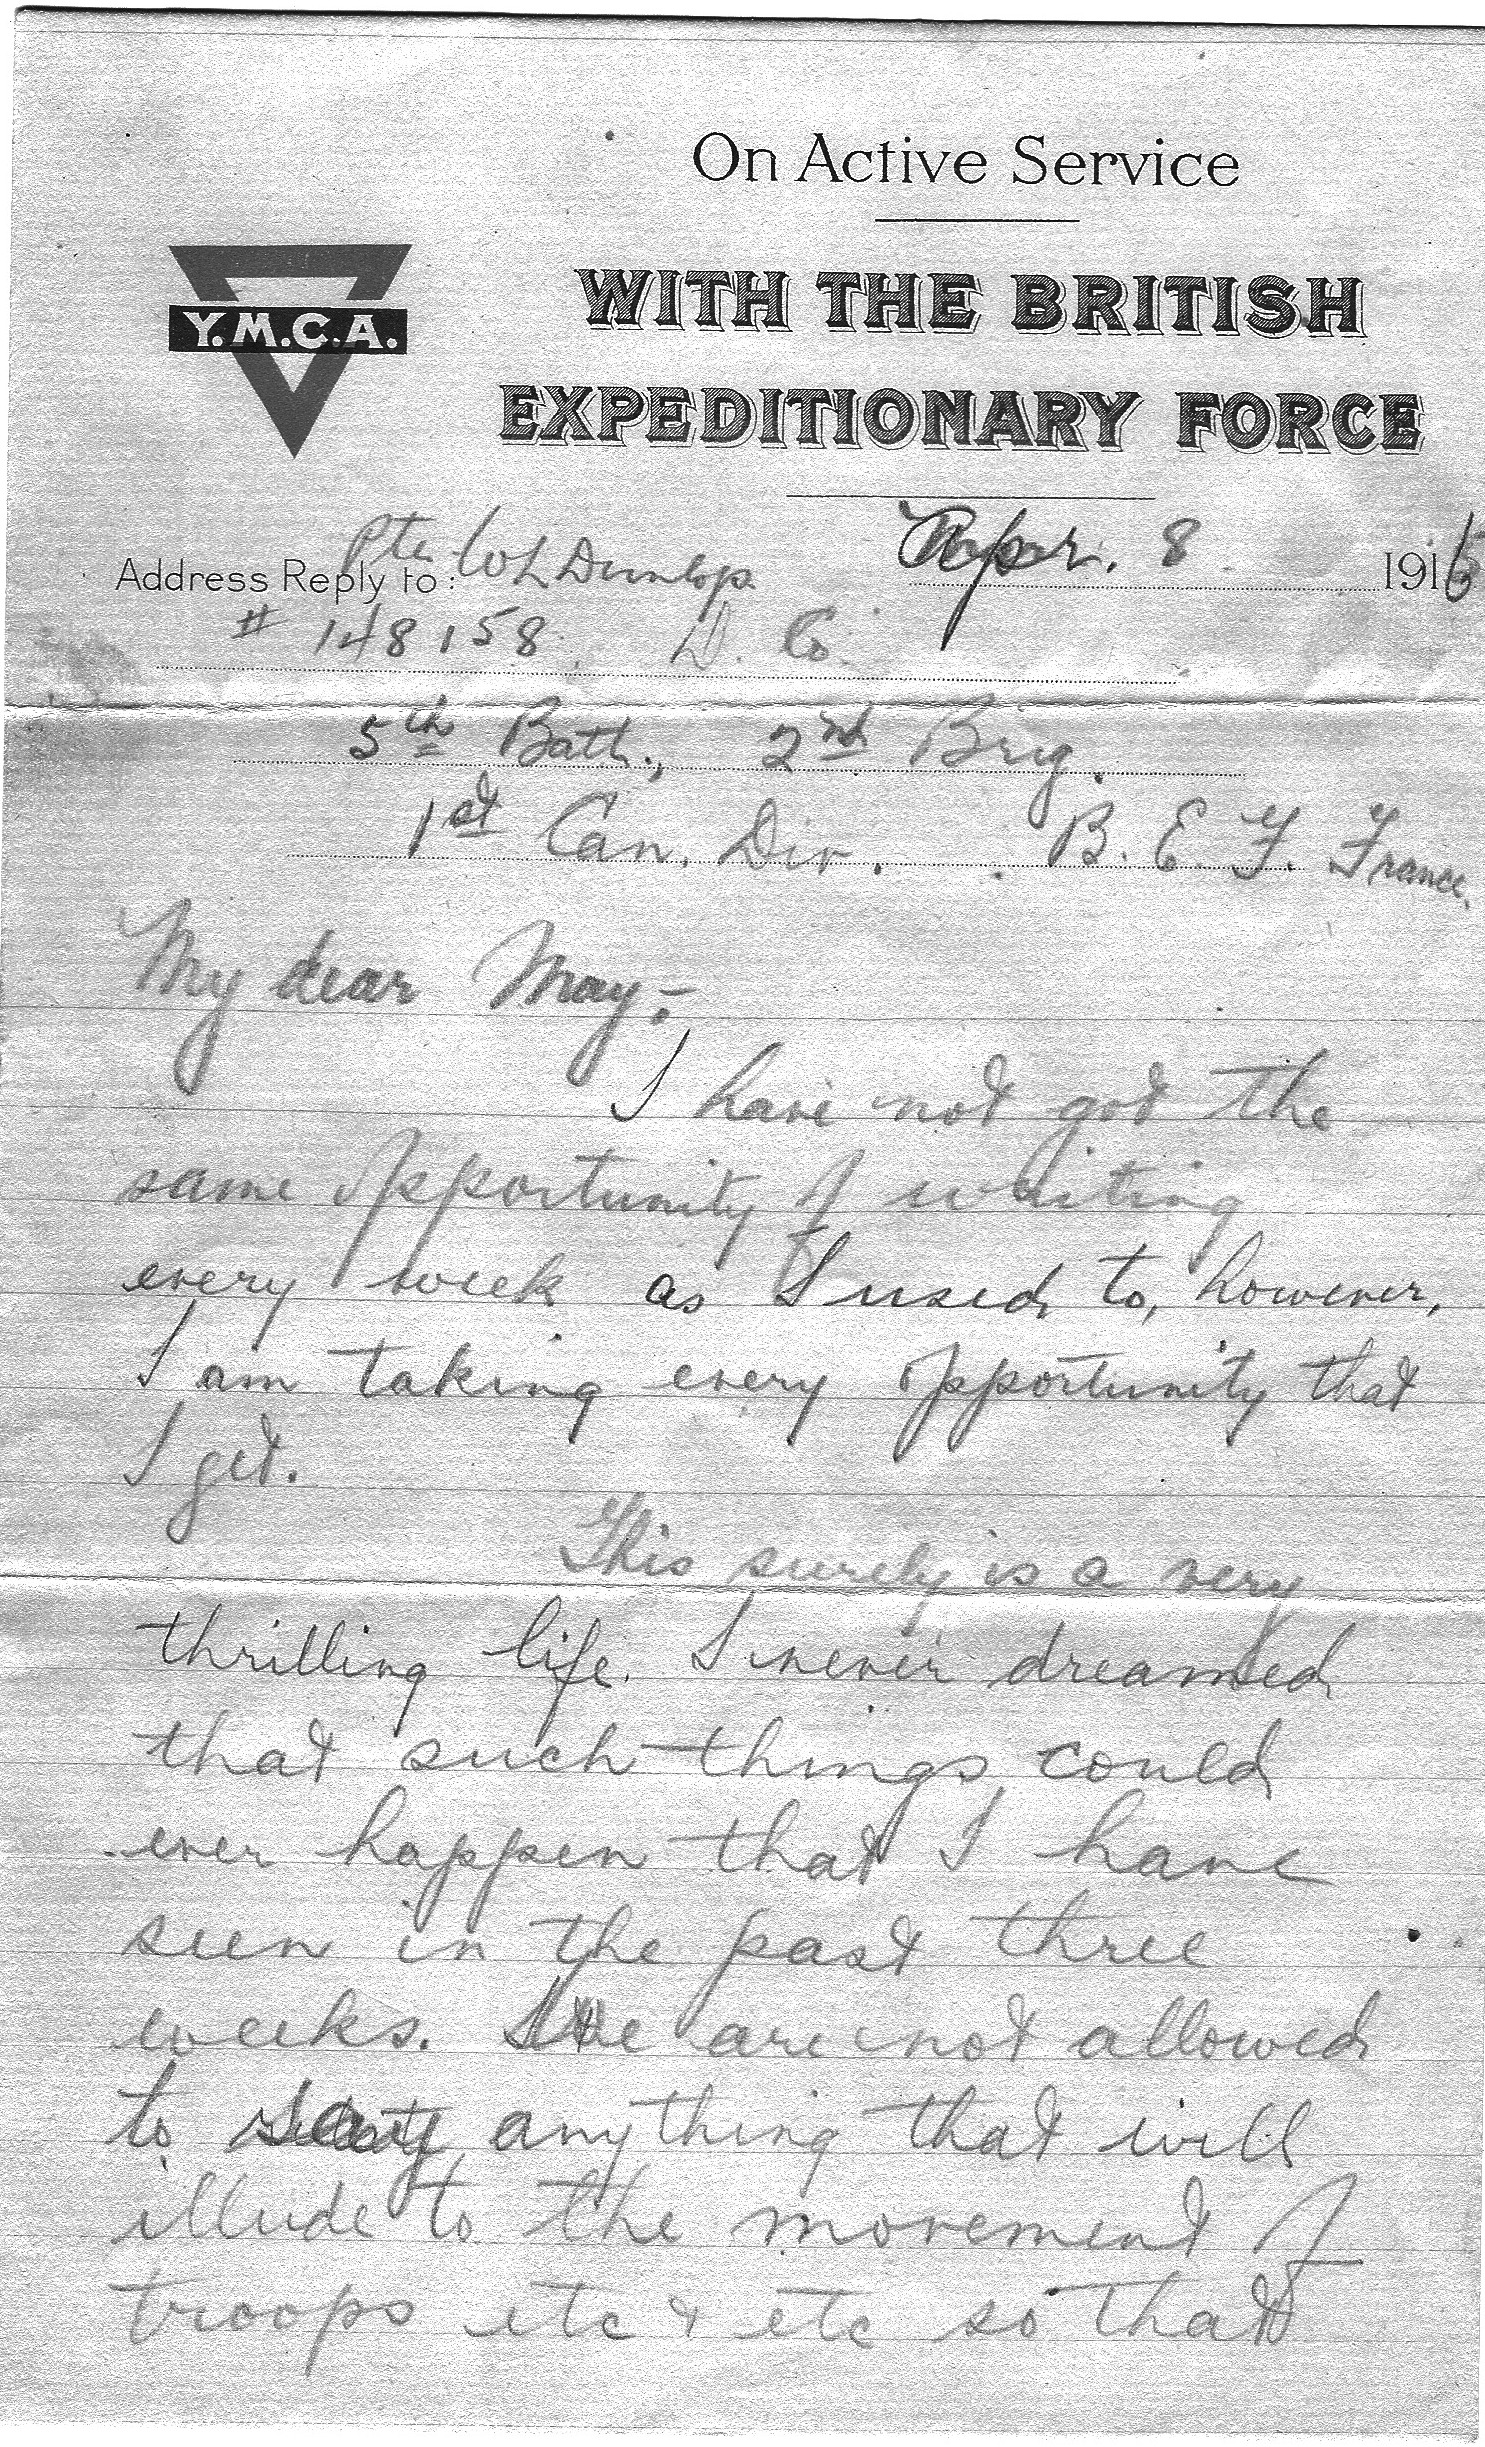 On Active Service
WITH THE BRITISH
Y.M.C.A.
EXPEDITIONARY FORCE
Apr. 8 1916
Address Reply to: Pte. W L Dunlop.
# 148158. D. Co.
5th Batt., 2nd Brig.
1st Can. Div. B. E. F. France.
My dear May:-
I have not got the
same opportunity of writing
every week as I used to, however,
I am taking every opportunity that
I get.
This surely is a very
thrilling life. I never dreamed
that such things could
ever happen that I have
seen in the past three
weeks. We are not allowed
to say anything that will
illude to the movement of
troops etc & etc so that